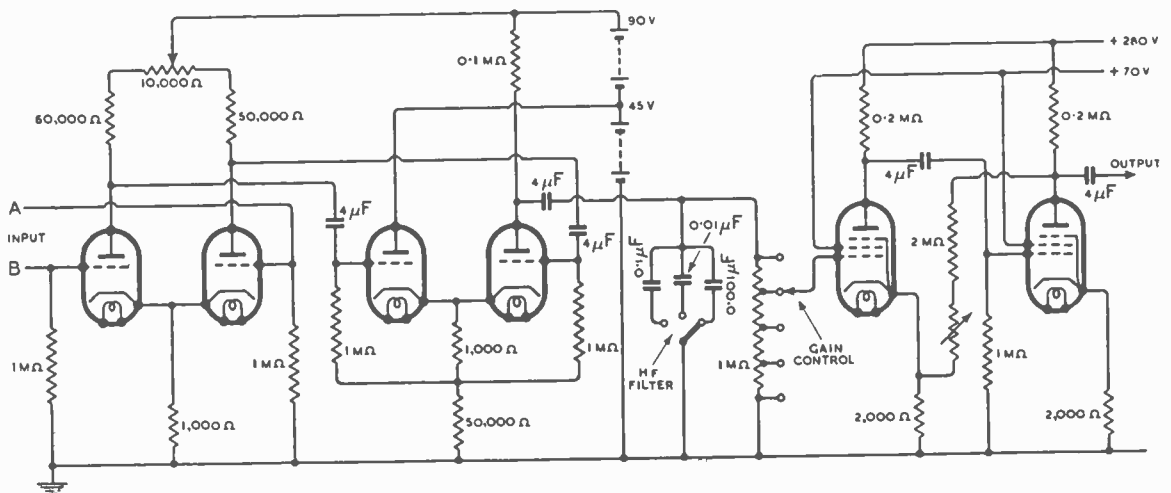 90 V
+ 280 V
+ 70 V
10,000 Ω
0·1 MΩ
60,000 Ω
50,000 Ω
45 V
0·2 MΩ
0·2 MΩ
A
INPUT
B
4 μF
4 μF
4 μF
4 μF
4 μF
OUTPUT
0·1 μF
0·01 μF
0·001 μF
2 MΩ
1 MΩ
1 MΩ
1 MΩ
1,000 Ω
1 MΩ
HF
FILTER
1 MΩ
GAIN
CONTROL
1 MΩ
1,000 Ω
50,000 Ω
2,000 Ω
2,000 Ω